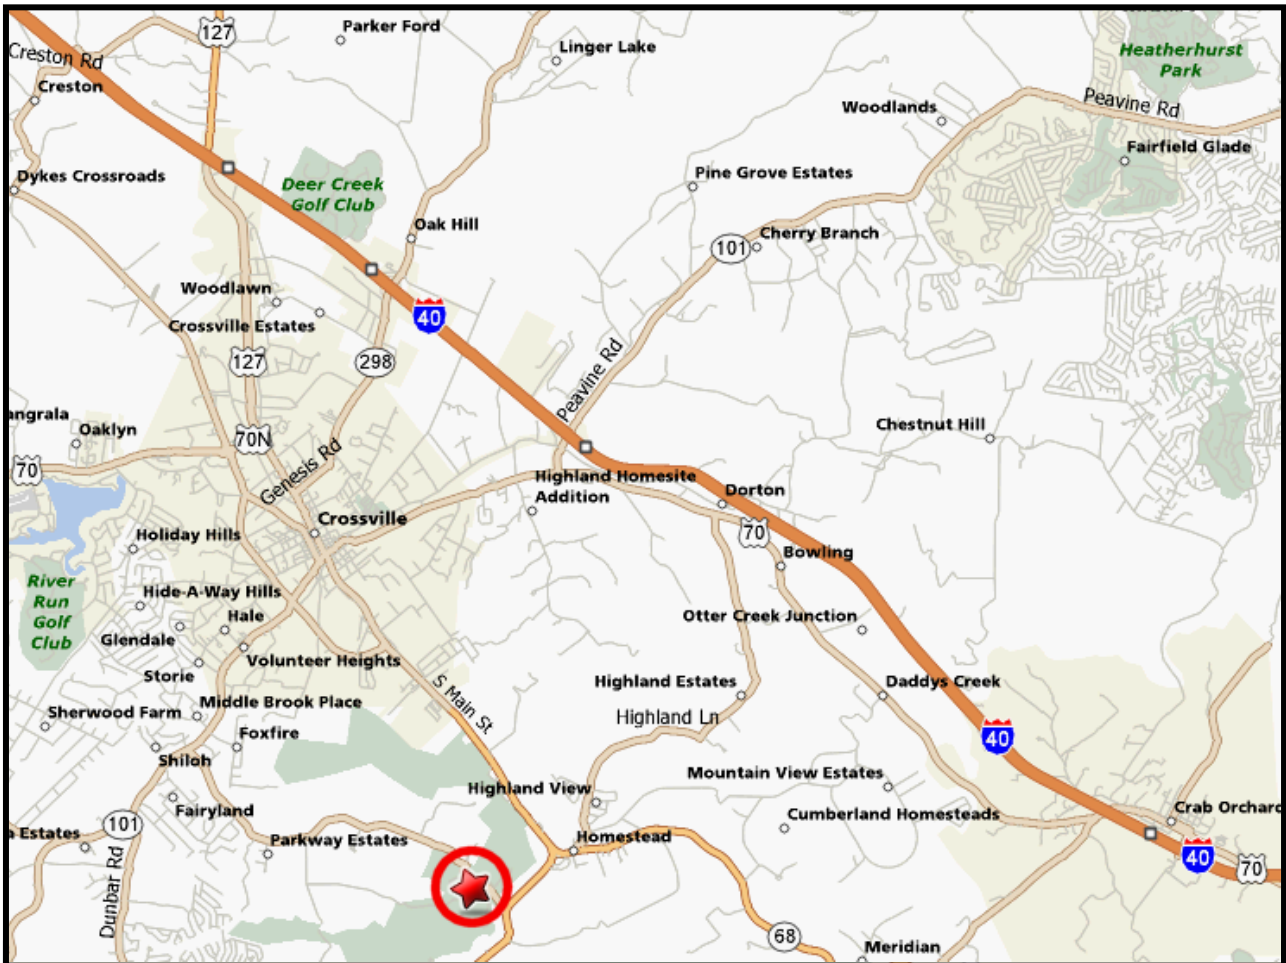 127
Parker Ford
Linger Lake
Creston Rd
Creston
Heatherhurst
Park
Peavine Rd
Woodlands
Fairfield Glade
Dykes Crossroads
Deer Creek
Golf Club
Pine Grove Estates
Oak Hill
101
Cherry Branch
Woodlawn
Crossville Estates
40
127
298
Peavine Rd
angrala
Oaklyn
70N
Genesis Rd
Chestnut Hill
70
Highland Homesite
Addition
Dorton
Crossville
70
Holiday Hills
Bowling
River
Run
Golf
Club
Hide-A-Way Hills
Hale
Glendale
Otter Creek Junction
Volunteer Heights
Storie
S Main St
Highland Estates
Daddys Creek
Middle Brook Place
Sherwood Farm
Highland Ln
Foxfire
40
Shiloh
Mountain View Estates
Highland View
Fairyland
Cumberland Homesteads
Crab Orchard
101
a Estates
Parkway Estates
Homestead
40
70
Dunbar Rd
68
Meridian